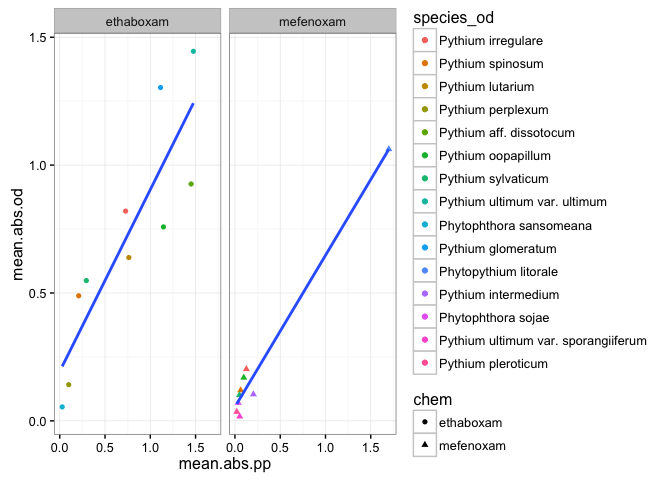 ethaboxam
mefenoxam
1.5
1.0
0.5
0.0
mean.abs.od
0.0 0.5 1.0 1.5
0.0 0.5 1.0 1.5
mean.abs.pp
species_od
Pythium irregulare
Pythium spinosum
Pythium lutarium
Pythium perplexum
Pythium aff. dissotocum
Pythium oopapillum
Pythium sylvaticum
Pythium ultimum var. ultimum
Phytophthora sansomeana
Pythium glomeratum
Phytopythium litorale
Pythium intermedium
Phytophthora sojae
Pythium ultimum var. sporangiiferum
Pythium pleroticum
chem
ethaboxam
mefenoxam